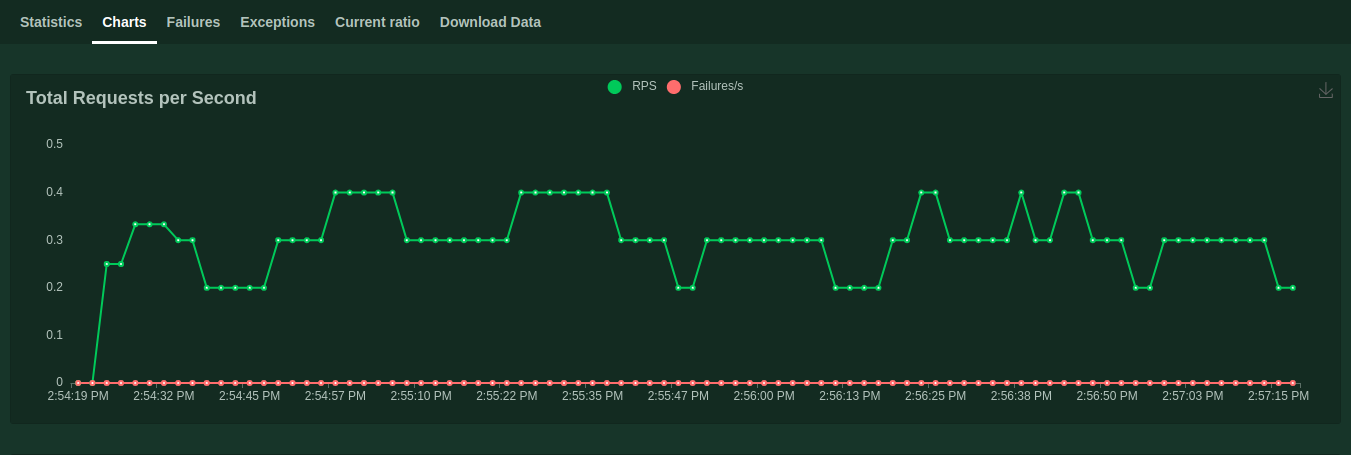 Statistics Charts Failures Exceptions Current ratio Download Data
RPS Failures/s
Total Requests per Second
0.5
0.4
0.3
0.2
0.1
0
2:54:19 PM 2:54:32 PM 2:54:45 PM 2:54:57 PM 2:55:10 PM 2:55:22 PM 2:55:35 PM 2:55:47 PM 2:56:00 PM 2:56:13 PM 2:56:25 PM 2:56:38 PM 2:56:50 PM 2:57:03 PM 2:57:15 PM